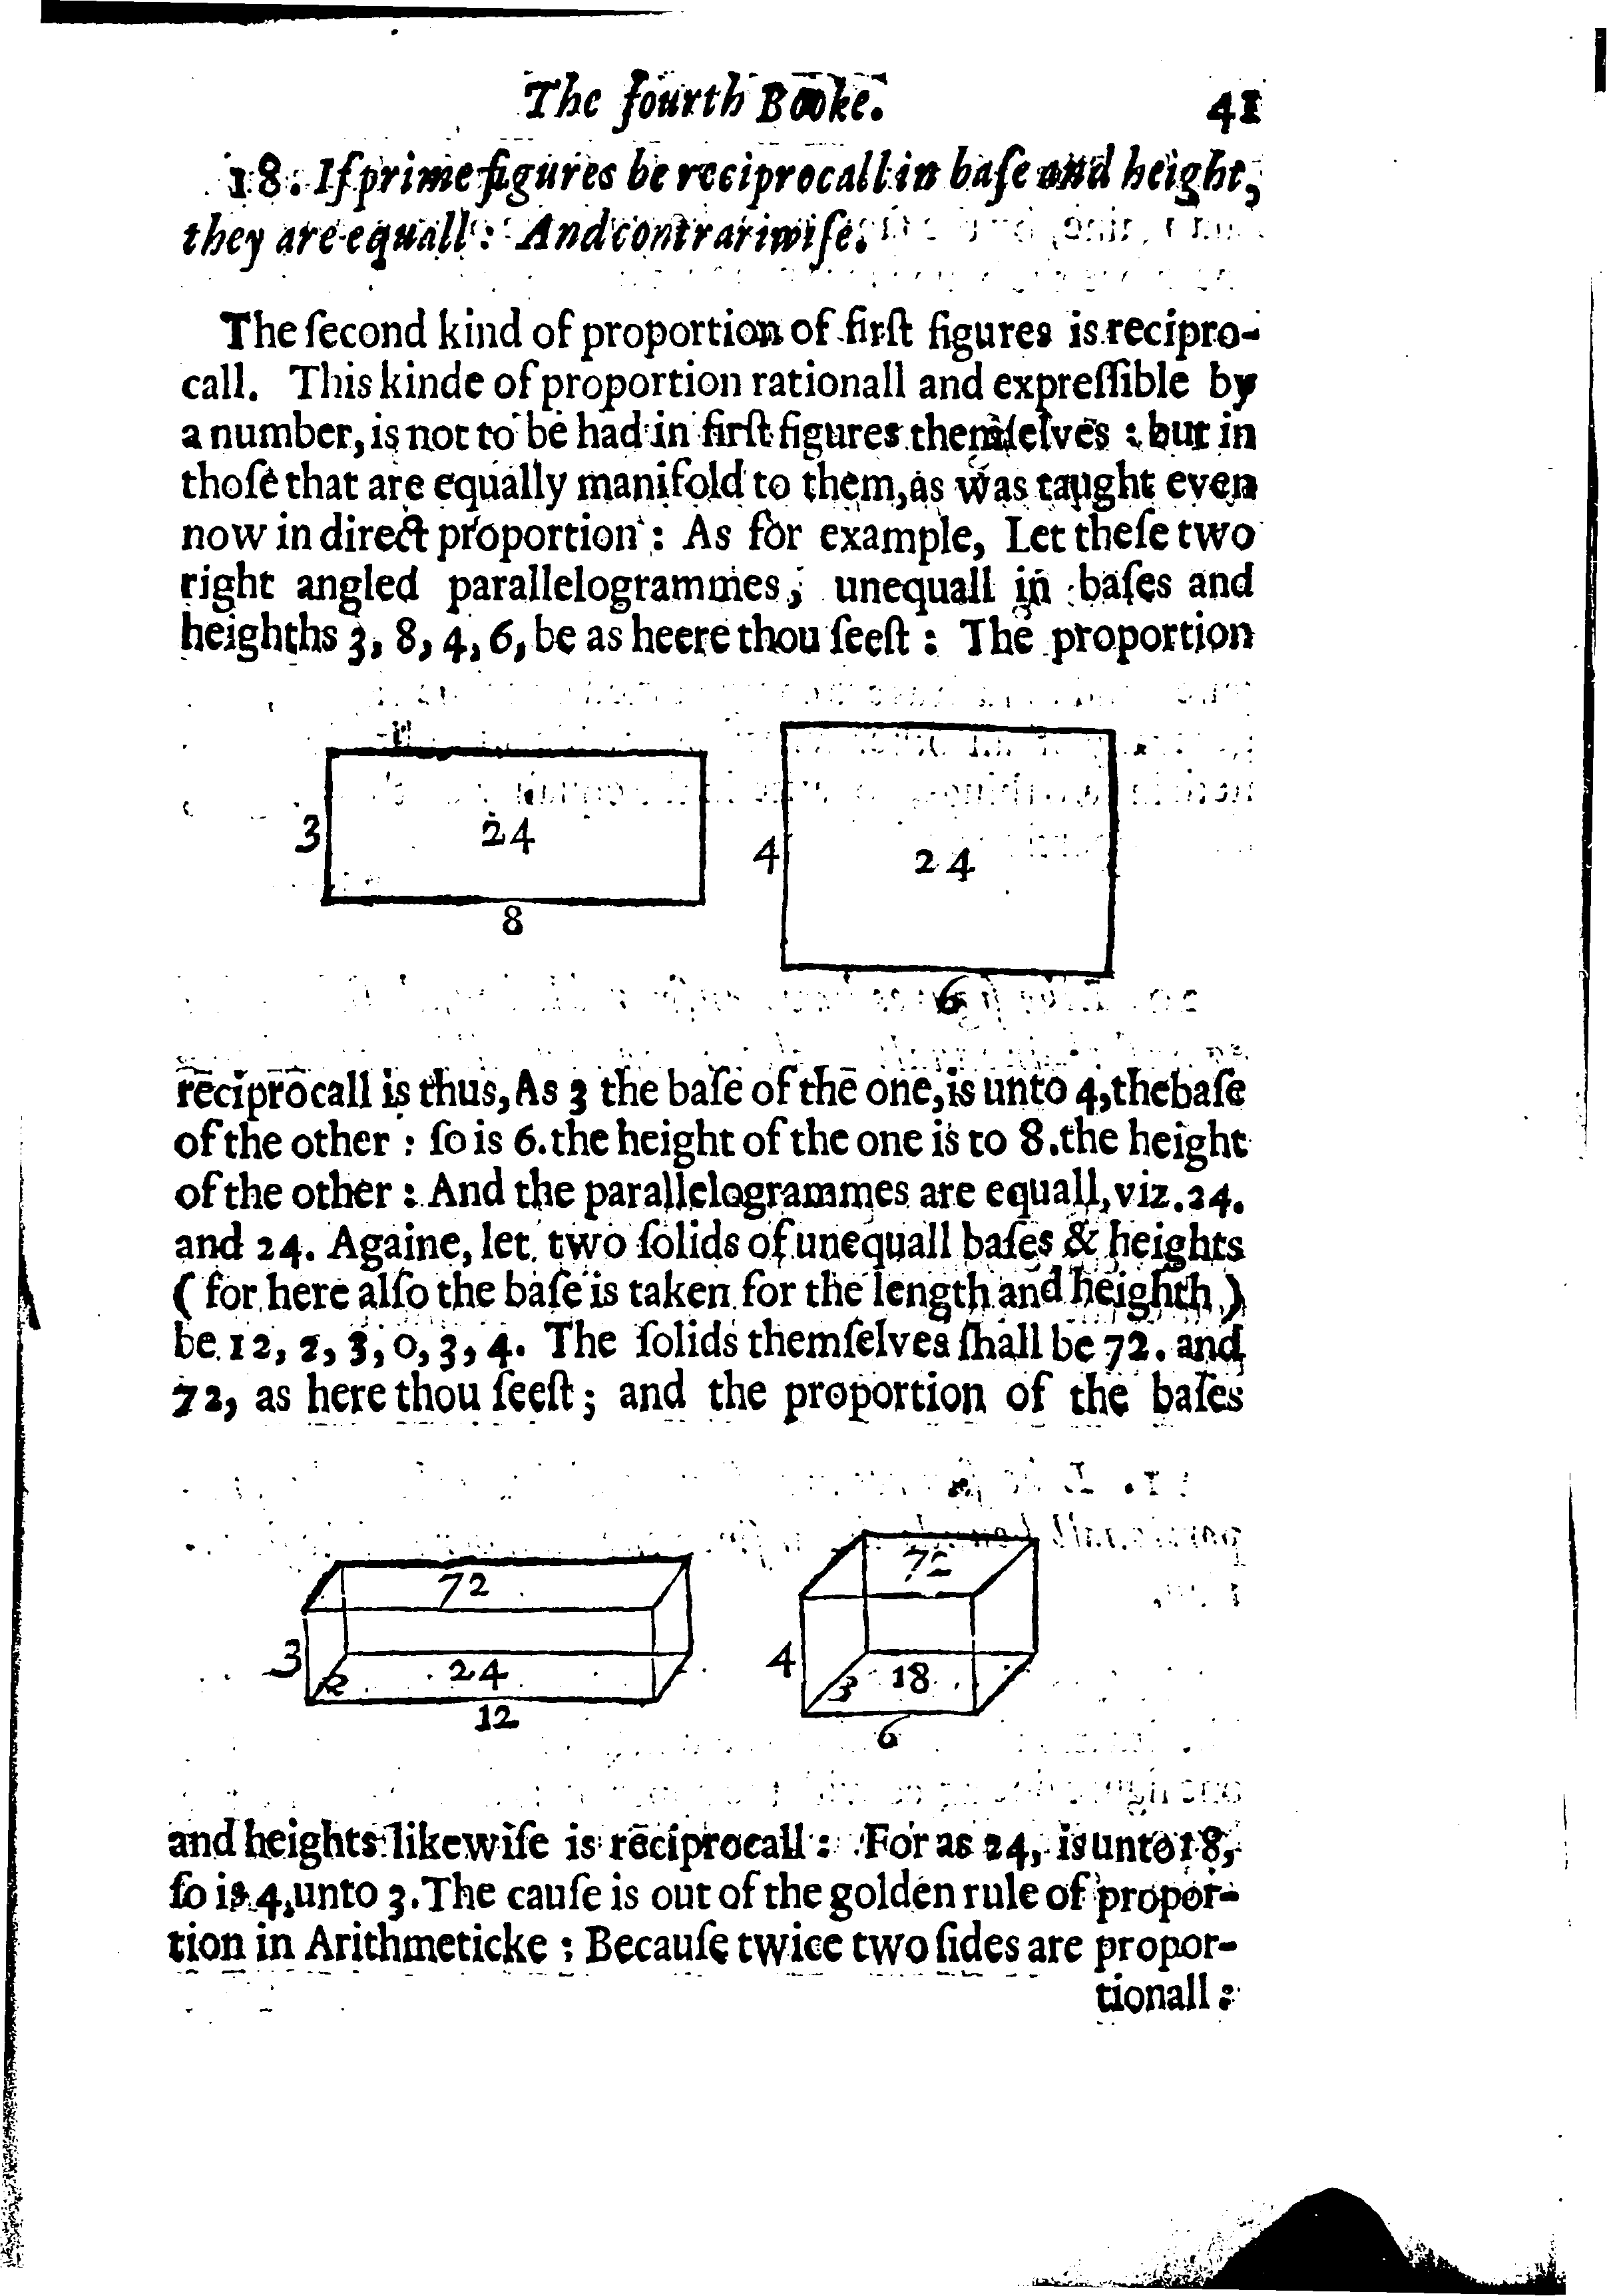 The fourth Booke. 41
18. If prime figures be reciprocall in baſe and height,
they are equall: And contrariwiſe.
The ſecond kind of proportion of firſt figures is recipro-
call. This kinde of proportion rationall and expreſſible by
a number, is not to be had in firſt figures themſelves: but in
thoſe that are equally manifold to them, as was taught even
now in direct proportion: As for example, Let theſe two
right angled parallelogrammes, unequall in baſes and
heighths 3, 8, 4, 6, be as heere thou ſeeſt: The proportion
3 24 8
4 24 6
reciprocall is thus, As 3 the baſe of the one, is unto 4, the baſe
of the other: ſo is 6. the height of the one is to 8. the height
of the other: And the parallelogrammes are equall, viz. 24.
and 24. Againe, let two ſolids of unequall baſes & heights
(for here alſo the baſe is taken for the length and heighth)
be 12, 2, 3, 0, 3, 4. The ſolids themſelves ſhall be 72. and
72, as here thou ſeeſt; and the proportion of the baſes
72 3 2 24 12
72 4 3 18 6
and heights likewiſe is reciprocall: For as 24, is unto 18,
ſo is 4, unto 3. The cauſe is out of the golden rule of propor-
tion in Arithmeticke: Becauſe twice two ſides are propor-
tionall: